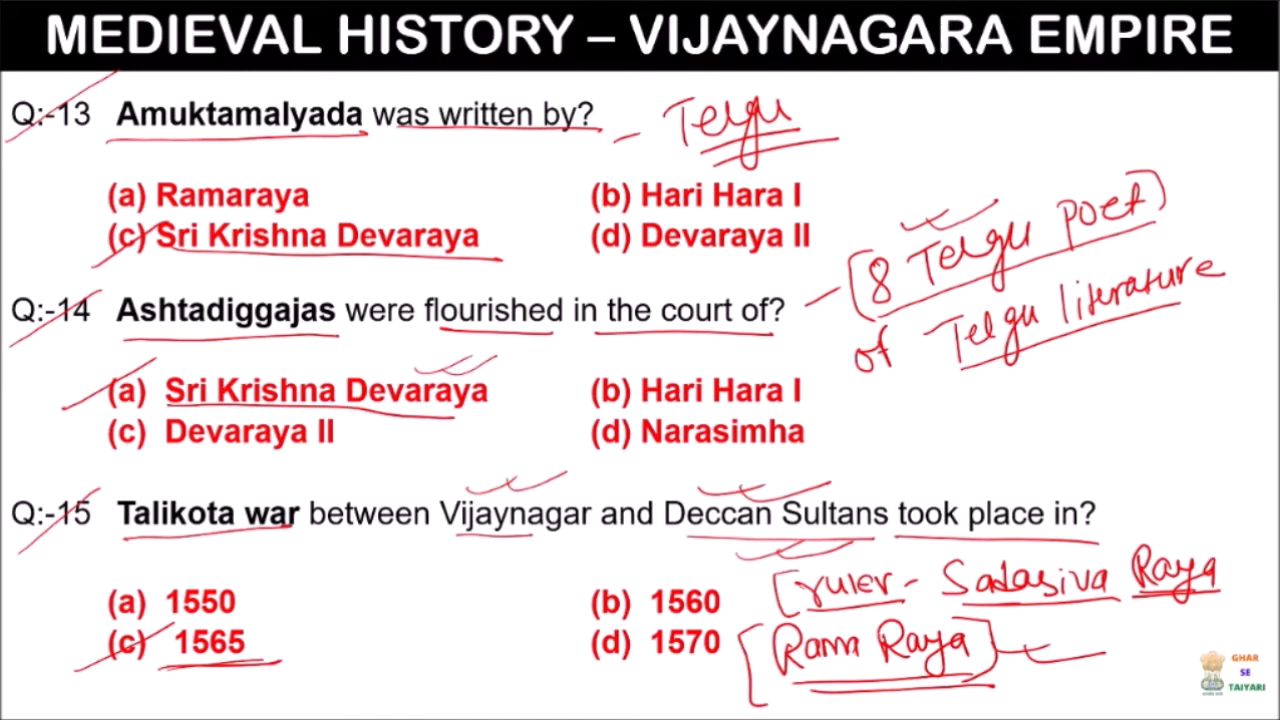 MEDIEVAL HISTORY – VIJAYNAGARA EMPIRE
Q:-13 Amuktamalyada was written by? – Telgu
(a) Ramaraya (b) Hari Hara I
(c) Sri Krishna Devaraya (d) Devaraya II
Q:-14 Ashtadiggajas were flourished in the court of? – [8 Telgu poet]
of Telgu literature
(a) Sri Krishna Devaraya (b) Hari Hara I
(c) Devaraya II (d) Narasimha
Q:-15 Talikota war between Vijaynagar and Deccan Sultans took place in?
[ruler - Sadasiva Raya
(a) 1550 (b) 1560
(c) 1565 (d) 1570 [Ram Raya]
GHAR
SE
TAIYARI